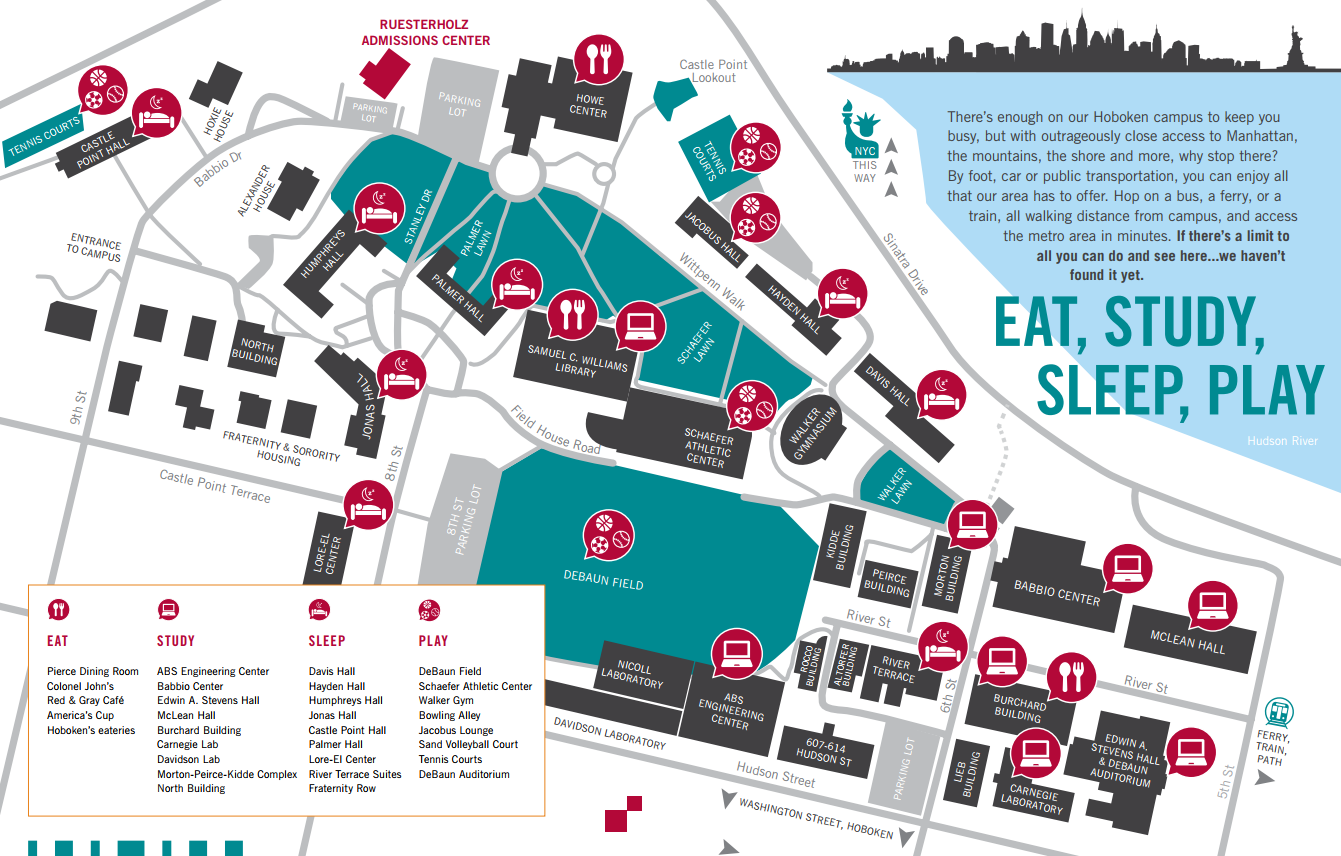 RUESTERHOLZ
ADMISSIONS CENTER
PARKING
LOT
PARKING
LOT
HOWE
CENTER
Castle Point
Lookout
TENNIS COURTS
CASTLE
POINT HALL
HOXIE
HOUSE
Babbio Dr
ALEXANDER
HOUSE
ENTRANCE
TO CAMPUS
HUMPHREYS
HALL
STANLEY DR
PALMER
LAWN
PALMER HALL
TENNIS
COURTS
JACOBUS HALL
Wittpenn Walk
HAYDEN HALL
Sinatra Drive
NYC
THIS
WAY
There's enough on our Hoboken campus to keep you
busy, but with outrageously close access to Manhattan,
the mountains, the shore and more, why stop there?
By foot, car or public transportation, you can enjoy all
that our area has to offer. Hop on a bus, a ferry, or a
train, all walking distance from campus, and access
the metro area in minutes. If there's a limit to
all you can do and see here...we haven't
found it yet.
EAT, STUDY,
SLEEP, PLAY
Hudson River
NORTH
BUILDING
JONAS HALL
SAMUEL C. WILLIAMS
LIBRARY
SCHAEFER
LAWN
DAVIS HALL
9th St
FRATERNITY & SORORITY
HOUSING
8th St
Field House Road
SCHAEFER
ATHLETIC
CENTER
WALKER
GYMNASIUM
WALKER
LAWN
Castle Point Terrace
LORE-EL
CENTER
8TH ST
PARKING LOT
DEBAUN FIELD
KIDDE
BUILDING
PEIRCE
BUILDING
MORTON
BUILDING
BABBIO CENTER
MCLEAN HALL
River St
ROCCO
BUILDING
ALTORFER
BUILDING
RIVER
TERRACE
6th St
River St
NICOLL
LABORATORY
ABS
ENGINEERING
CENTER
DAVIDSON LABORATORY
607-614
HUDSON ST
Hudson Street
PARKING LOT
BURCHARD
BUILDING
LIEB
BUILDING
CARNEGIE
LABORATORY
EDWIN A.
STEVENS HALL
& DEBAUN
AUDITORIUM
FERRY,
TRAIN,
PATH
5th St
WASHINGTON STREET, HOBOKEN
EAT
Pierce Dining Room
Colonel John's
Red & Gray Café
America's Cup
Hoboken's eateries
STUDY
ABS Engineering Center
Babbio Center
Edwin A. Stevens Hall
McLean Hall
Burchard Building
Carnegie Lab
Davidson Lab
Morton-Peirce-Kidde Complex
North Building
SLEEP
Davis Hall
Hayden Hall
Humphreys Hall
Jonas Hall
Castle Point Hall
Palmer Hall
Lore-El Center
River Terrace Suites
Fraternity Row
PLAY
DeBaun Field
Schaefer Athletic Center
Walker Gym
Bowling Alley
Jacobus Lounge
Sand Volleyball Court
Tennis Courts
DeBaun Auditorium